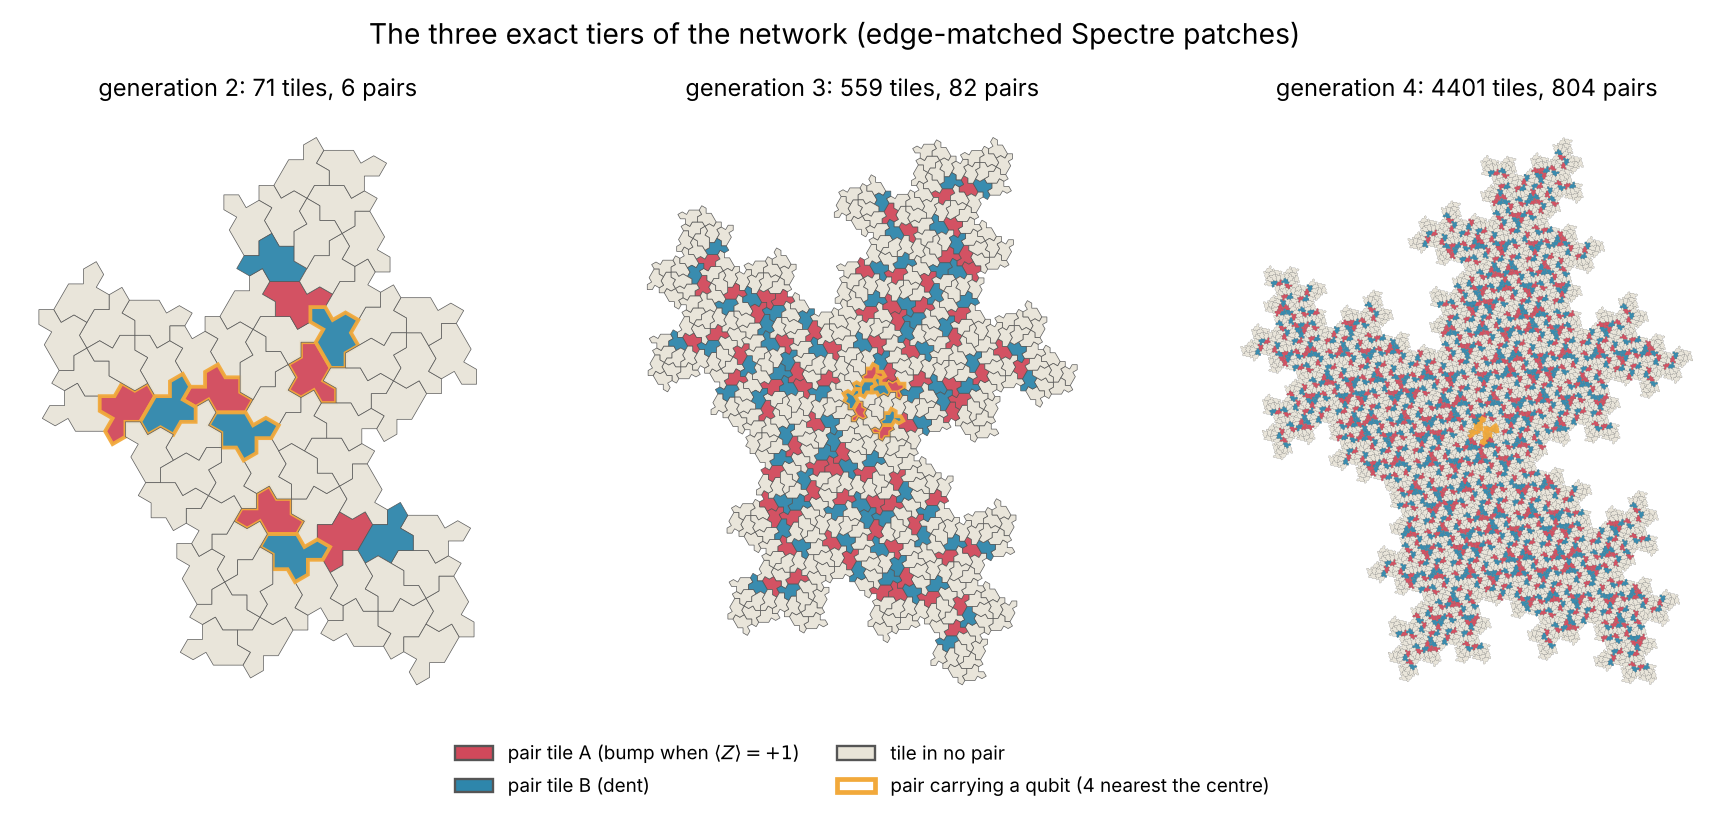 The three exact tiers of the network (edge-matched Spectre patches)
generation 2: 71 tiles, 6 pairs
generation 3: 559 tiles, 82 pairs
generation 4: 4401 tiles, 804 pairs
pair tile A (bump when ⟨Z⟩ = +1)
pair tile B (dent)
tile in no pair
pair carrying a qubit (4 nearest the centre)